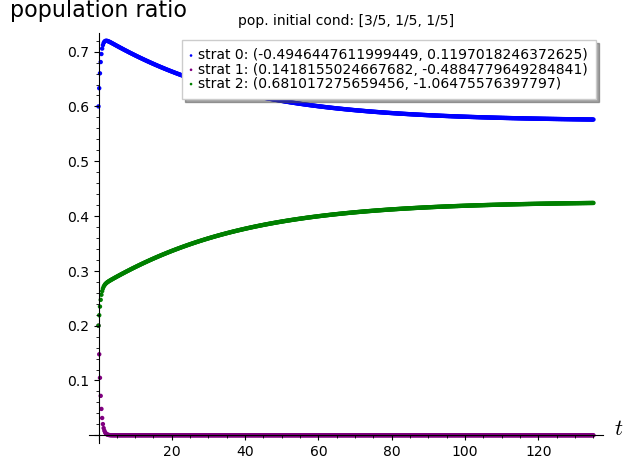 population ratio
pop. initial cond: [3/5, 1/5, 1/5]
strat 0: (-0.4946447611999449, 0.1197018246372625)
strat 1: (0.1418155024667682, -0.4884779649284841)
strat 2: (0.681017275659456, -1.06475576397797)
0.7
0.6
0.5
0.4
0.3
0.2
0.1
20 40 60 80 100 120
t